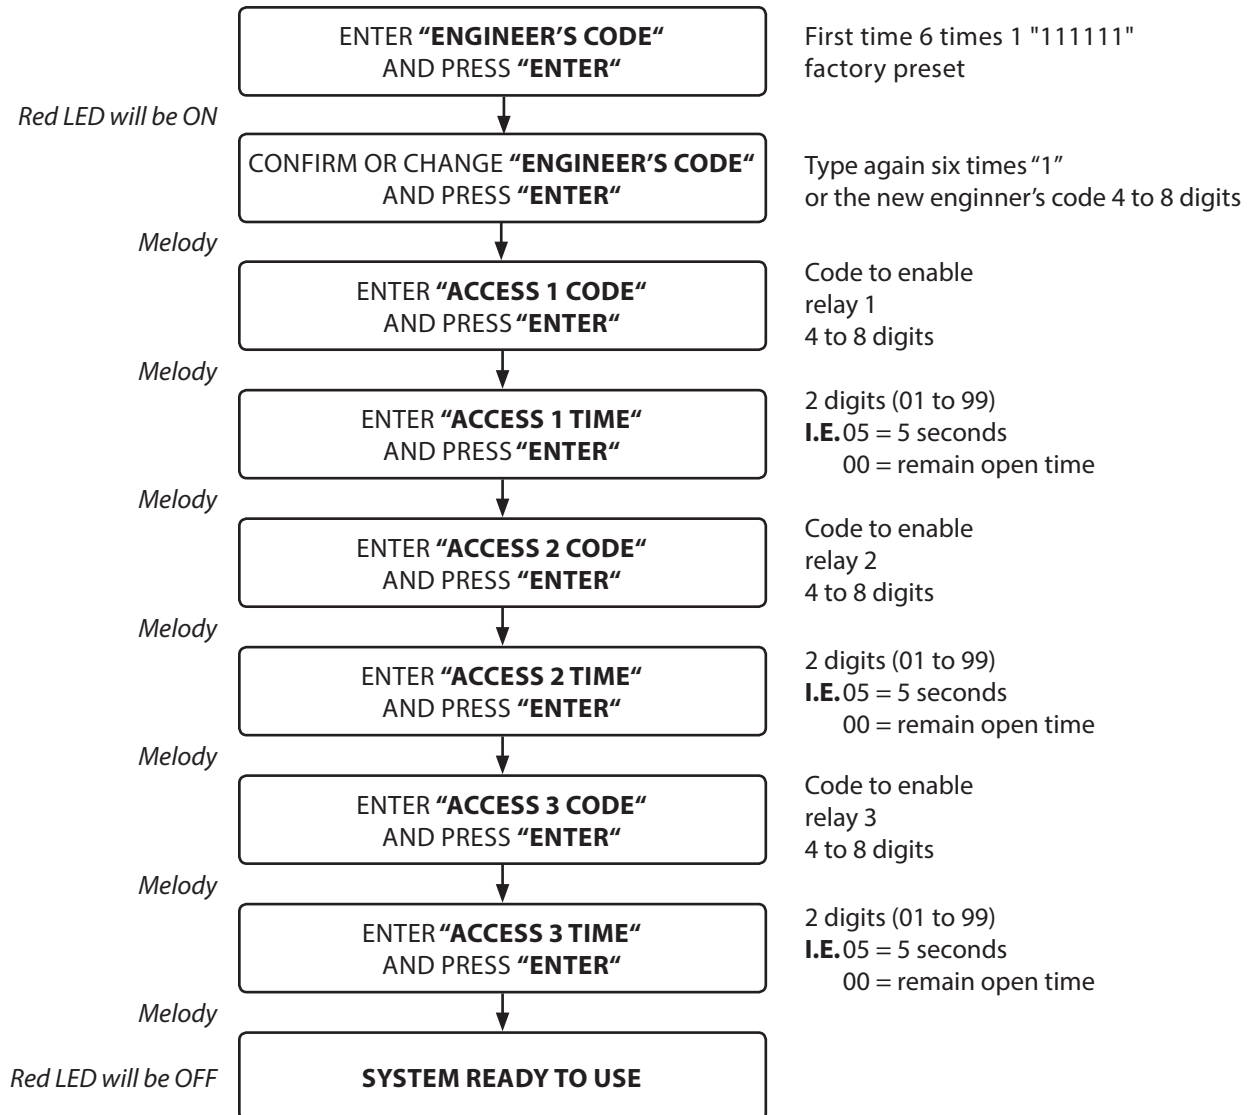 ENTER “ENGINEER’S CODE“
AND PRESS “ENTER“
First time 6 times 1 "111111"
factory preset
Red LED will be ON
CONFIRM OR CHANGE “ENGINEER’S CODE“
AND PRESS “ENTER“
Type again six times “1”
or the new enginner’s code 4 to 8 digits
Melody
ENTER “ACCESS 1 CODE“
AND PRESS “ENTER“
Code to enable
relay 1
4 to 8 digits
Melody
ENTER “ACCESS 1 TIME“
AND PRESS “ENTER“
2 digits (01 to 99)
I.E. 05 = 5 seconds
00 = remain open time
Melody
ENTER “ACCESS 2 CODE“
AND PRESS “ENTER“
Code to enable
relay 2
4 to 8 digits
Melody
ENTER “ACCESS 2 TIME“
AND PRESS “ENTER“
2 digits (01 to 99)
I.E. 05 = 5 seconds
00 = remain open time
Melody
ENTER “ACCESS 3 CODE“
AND PRESS “ENTER“
Code to enable
relay 3
4 to 8 digits
Melody
ENTER “ACCESS 3 TIME“
AND PRESS “ENTER“
2 digits (01 to 99)
I.E. 05 = 5 seconds
00 = remain open time
Melody
Red LED will be OFF
SYSTEM READY TO USE